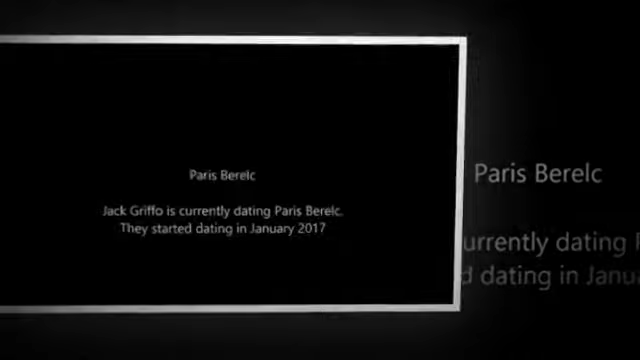 Paris Berelc
Jack Griffo is currently dating Paris Berelc.
They started dating in January 2017
Paris Berelc
urrently dating
d dating in Janu